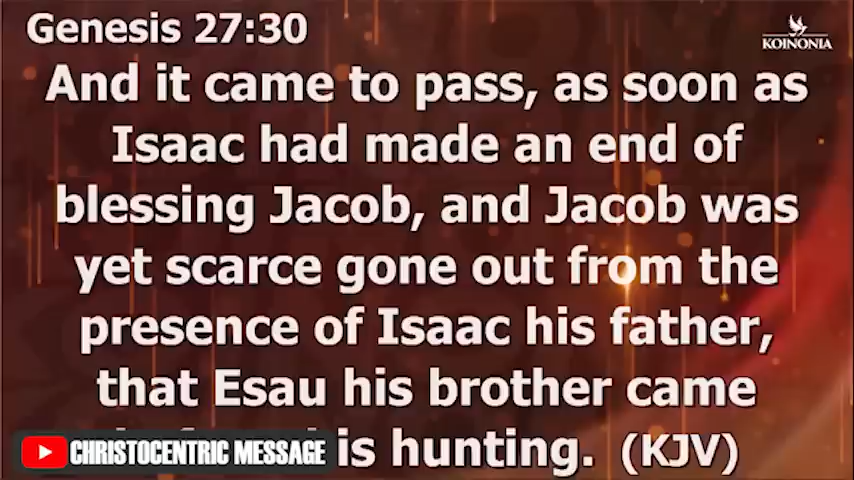 Genesis 27:30
KOINONIA
And it came to pass, as soon as
Isaac had made an end of
blessing Jacob, and Jacob was
yet scarce gone out from the
presence of Isaac his father,
that Esau his brother came
is hunting. (KJV)
CHRISTOCENTRIC MESSAGE